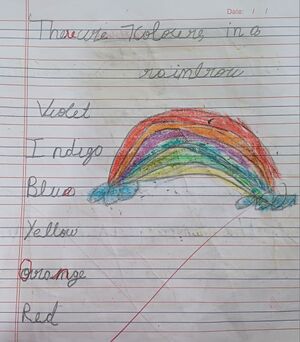 Date: / /
There are 7 colours in a
rainbow
Violet
Indigo
Blue
Yellow
Orange
Red